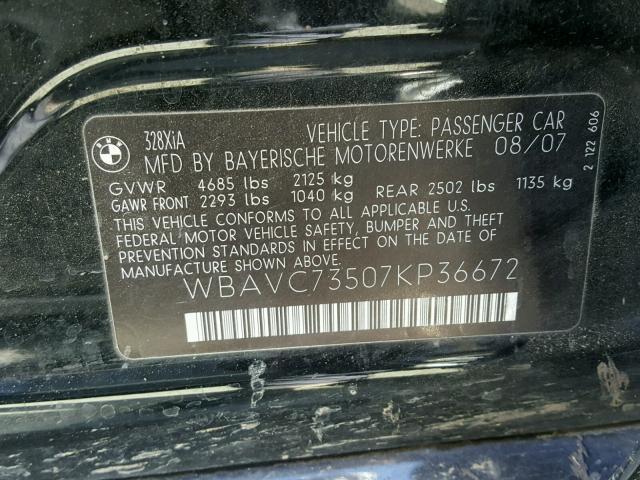 BMW
328XiA VEHICLE TYPE: PASSENGER CAR
MFD BY BAYERISCHE MOTORENWERKE 08/07
GVWR 4685 lbs 2125 kg
GAWR FRONT 2293 lbs 1040 kg REAR 2502 lbs 1135 kg
THIS VEHICLE CONFORMS TO ALL APPLICABLE U.S.
FEDERAL MOTOR VEHICLE SAFETY, BUMPER AND THEFT
PREVENTION STANDARDS IN EFFECT ON THE DATE OF
MANUFACTURE SHOWN ABOVE.
WBAVC73507KP36672
2 122 606